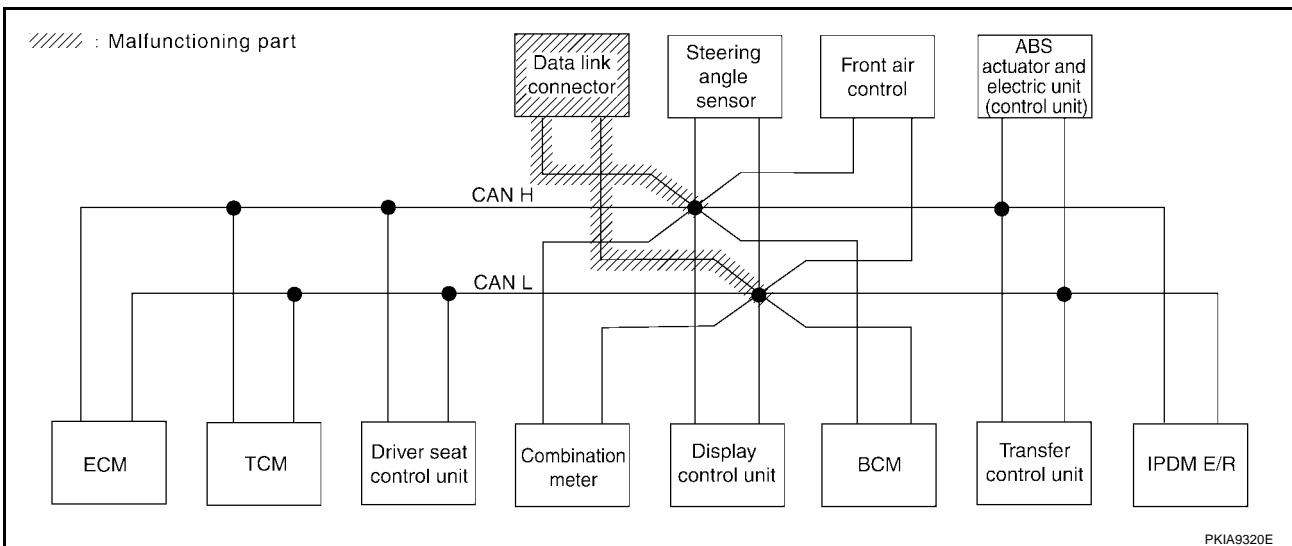 : Malfunctioning part
Data link
connector
Steering
angle
sensor
Front air
control
ABS
actuator and
electric unit
(control unit)
CAN H
CAN L
ECM
TCM
Driver seat
control unit
Combination
meter
Display
control unit
BCM
Transfer
control unit
IPDM E/R
PKIA9320E